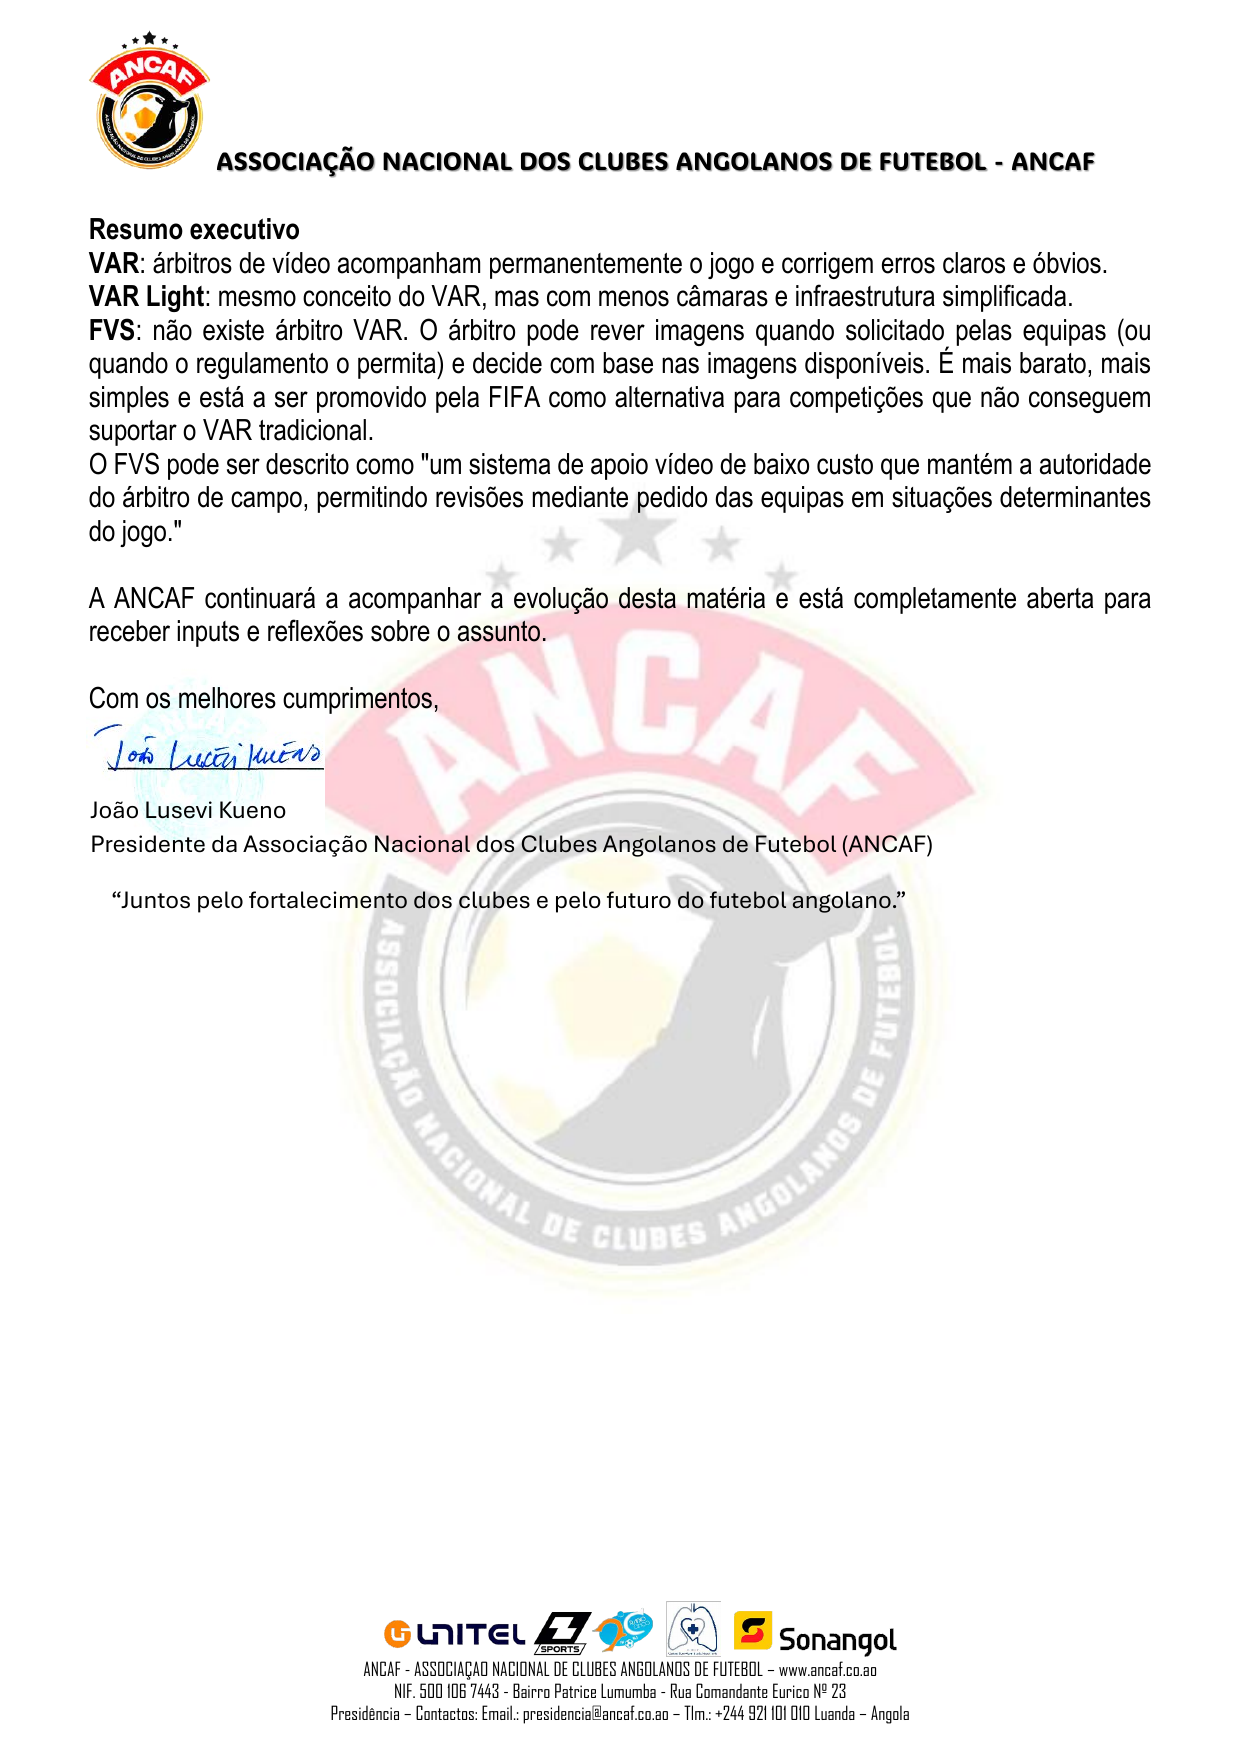 ANCAF
ASSOCIAÇÃO NACIONAL DOS CLUBES ANGOLANOS DE FUTEBOL - ANCAF
Resumo executivo
VAR: árbitros de vídeo acompanham permanentemente o jogo e corrigem erros claros e óbvios.
VAR Light: mesmo conceito do VAR, mas com menos câmaras e infraestrutura simplificada.
FVS: não existe árbitro VAR. O árbitro pode rever imagens quando solicitado pelas equipas (ou
quando o regulamento o permita) e decide com base nas imagens disponíveis. É mais barato, mais
simples e está a ser promovido pela FIFA como alternativa para competições que não conseguem
suportar o VAR tradicional.
O FVS pode ser descrito como "um sistema de apoio vídeo de baixo custo que mantém a autoridade
do árbitro de campo, permitindo revisões mediante pedido das equipas em situações determinantes
do jogo."
A ANCAF continuará a acompanhar a evolução desta matéria e está completamente aberta para
receber inputs e reflexões sobre o assunto.
ANCAF
Com os melhores cumprimentos,
João Lusevi Kueno
João Lusevi Kueno
Presidente da Associação Nacional dos Clubes Angolanos de Futebol (ANCAF)
“Juntos pelo fortalecimento dos clubes e pelo futuro do futebol angolano.”
ASSOCIAÇÃO NACIONAL DE CLUBES ANGOLANOS DE FUTEBOL
UNITEL
SPORTS
Sonangol
ANCAF - ASSOCIAÇAO NACIONAL DE CLUBES ANGOLANOS DE FUTEBOL – www.ancaf.co.ao
NIF. 500 106 7443 - Bairro Patrice Lumumba - Rua Comandante Eurico Nº 23
Presidência – Contactos: Email.: presidencia@ancaf.co.ao – Tlm.: +244 921 101 010 Luanda – Angola